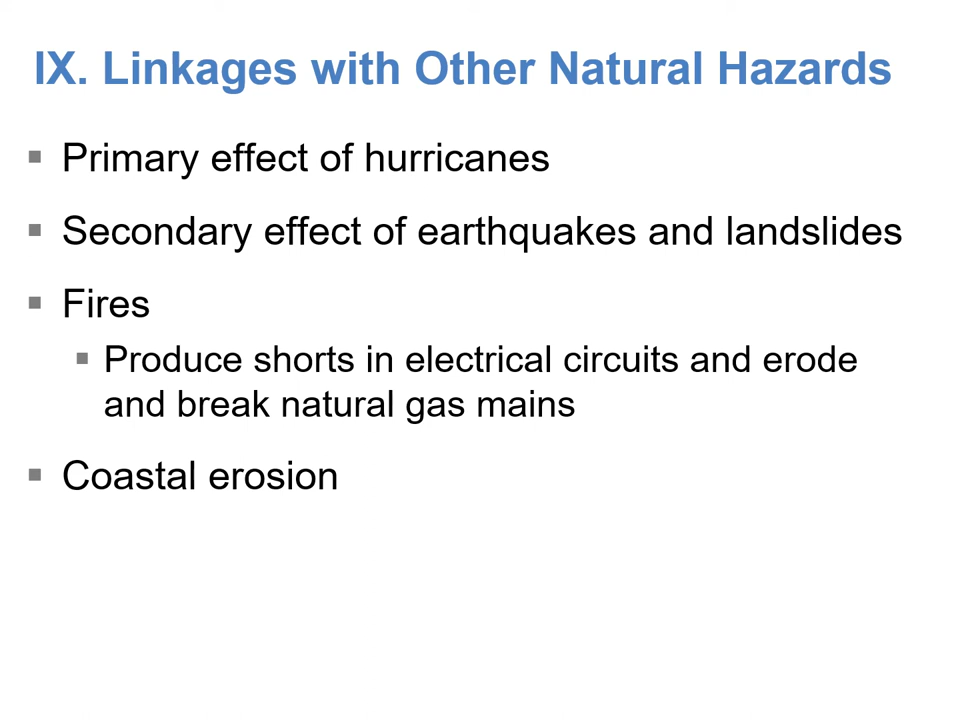 IX. Linkages with Other Natural Hazards
▪ Primary effect of hurricanes
▪ Secondary effect of earthquakes and landslides
▪ Fires
▪ Produce shorts in electrical circuits and erode
and break natural gas mains
▪ Coastal erosion